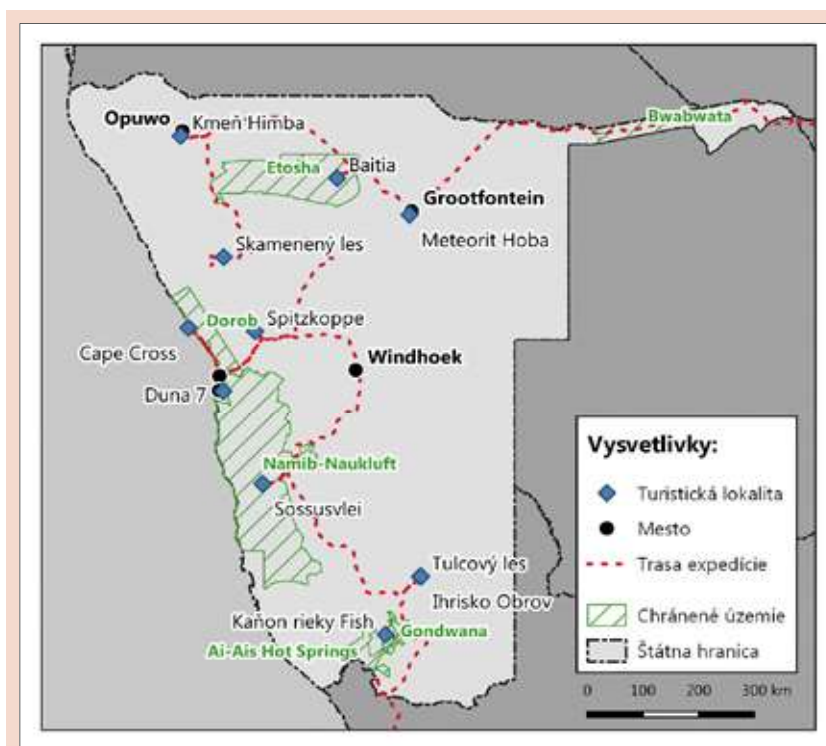 Bwabwata
Opuwo
Kmeň Himba
Etosha
Baitia
Grootfontein
Meteorit Hoba
Skamenený les
Dorob
Spitzkoppe
Cape Cross
Windhoek
Duna 7
Namib-Naukluft
Sossusvlei
Tulcový les
Ihrisko Obrov
Kaňon rieky Fish
Gondwana
Ai-Ais Hot Springs
Vysvetlivky:
Turistická lokalita
Mesto
Trasa expedície
Chránené územie
Štátna hranica
0 100 200 300 km